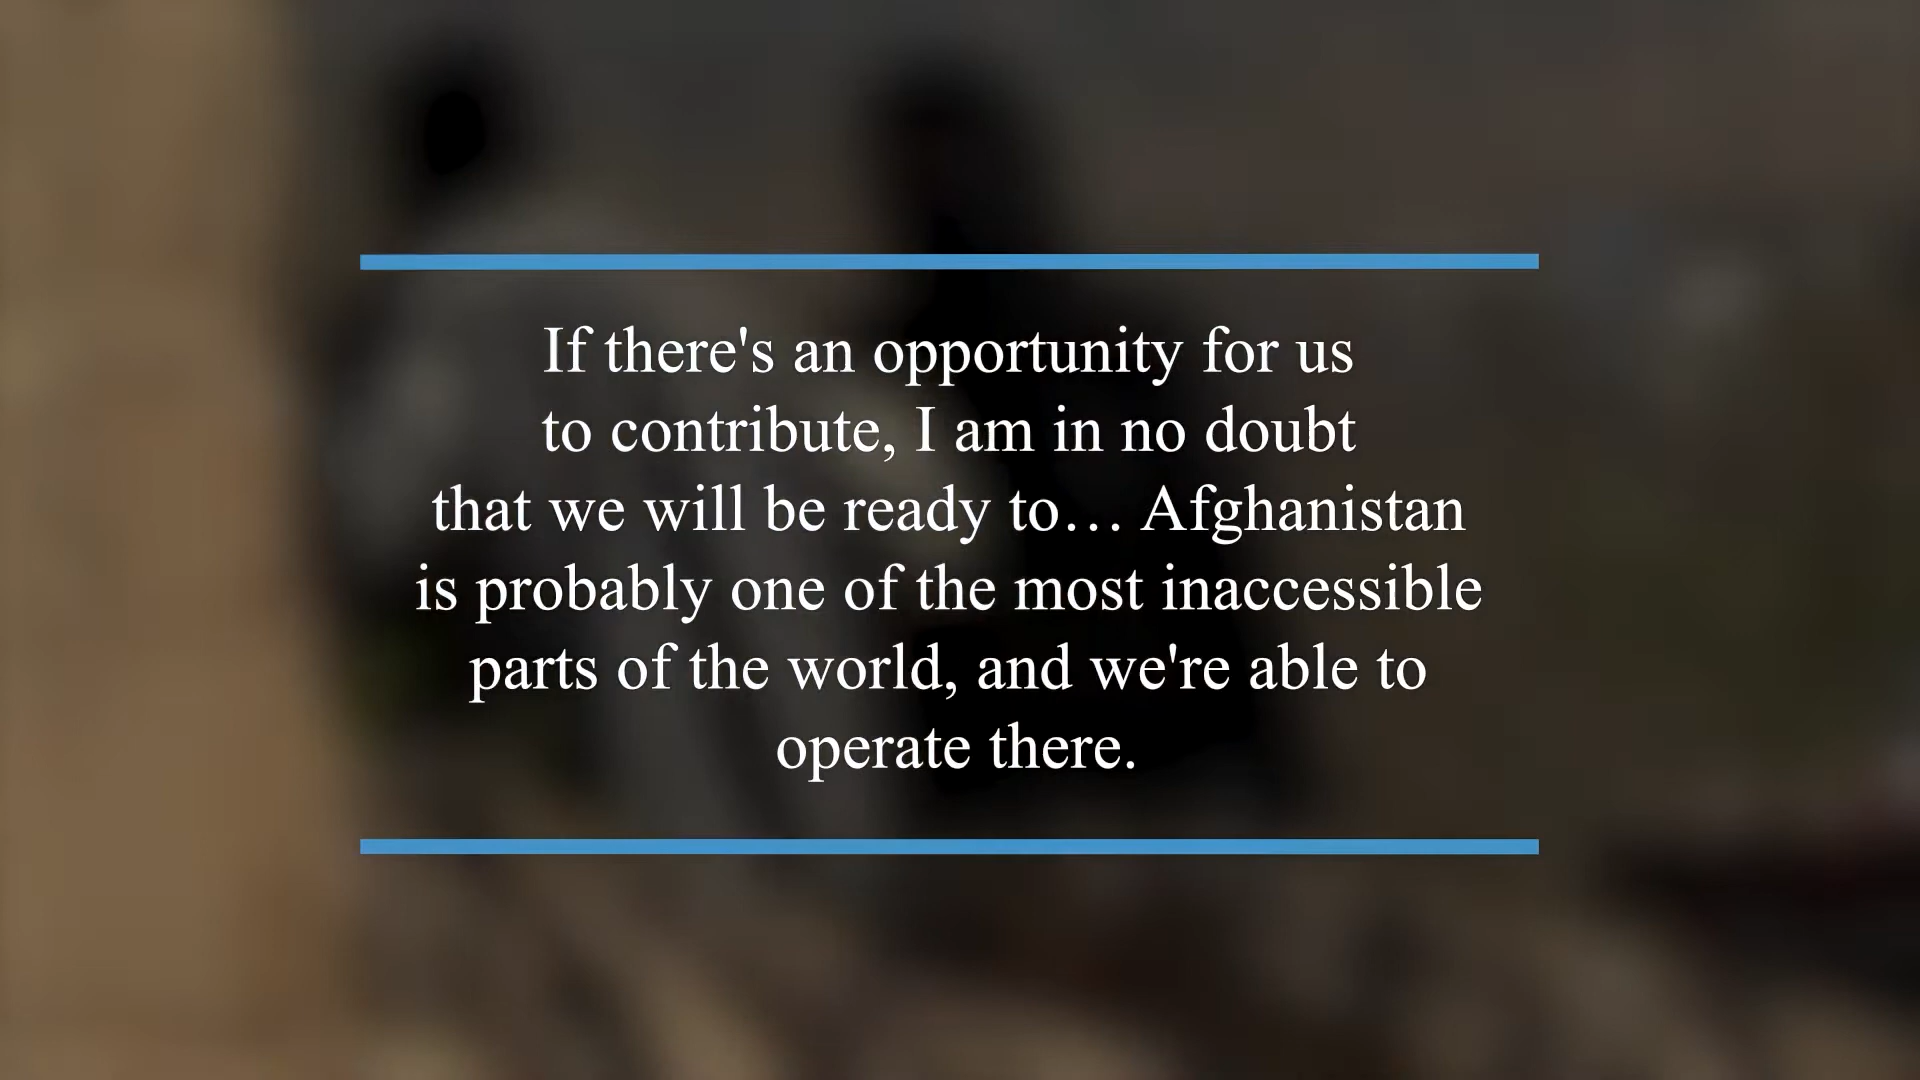 If there's an opportunity for us
to contribute, I am in no doubt
that we will be ready to… Afghanistan
is probably one of the most inaccessible
parts of the world, and we're able to
operate there.